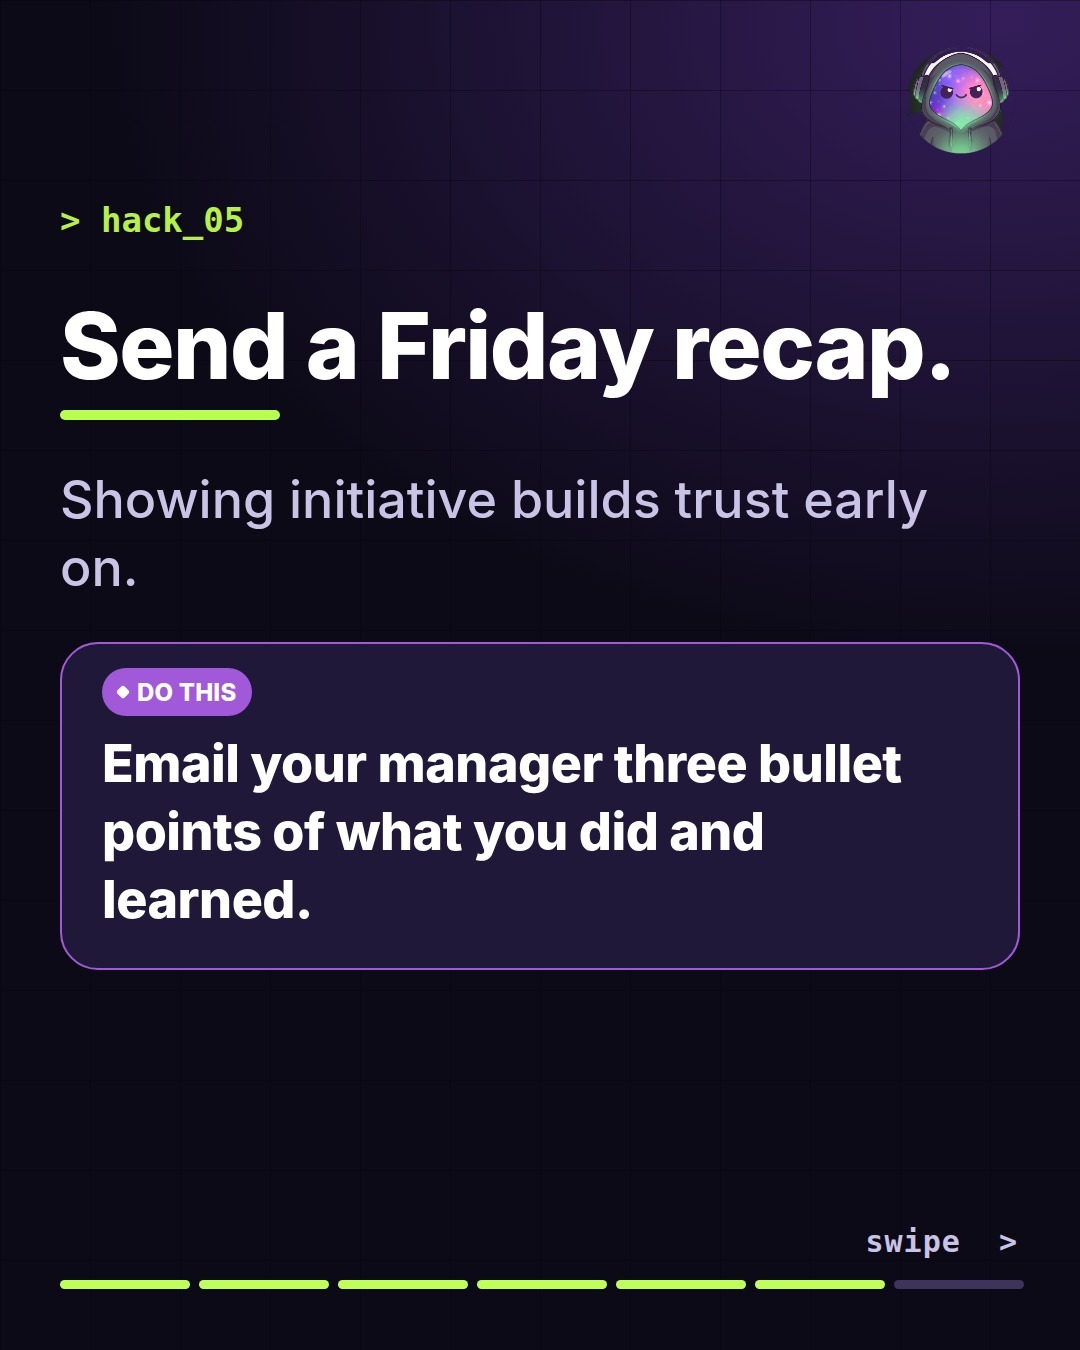 > hack_05
Send a Friday recap.
Showing initiative builds trust early
on.
DO THIS
Email your manager three bullet
points of what you did and
learned.
swipe >